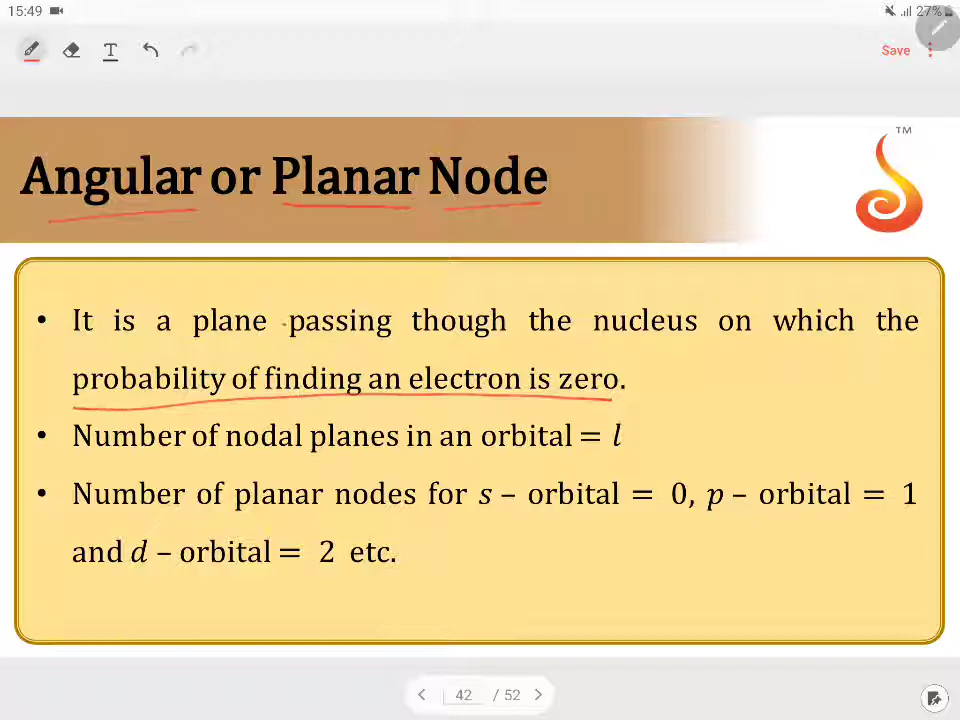 15:49
27%
T
Save
Angular or Planar Node
TM
• It is a plane passing though the nucleus on which the
probability of finding an electron is zero.
• Number of nodal planes in an orbital = l
• Number of planar nodes for s – orbital = 0, p – orbital = 1
and d – orbital = 2 etc.
42 / 52